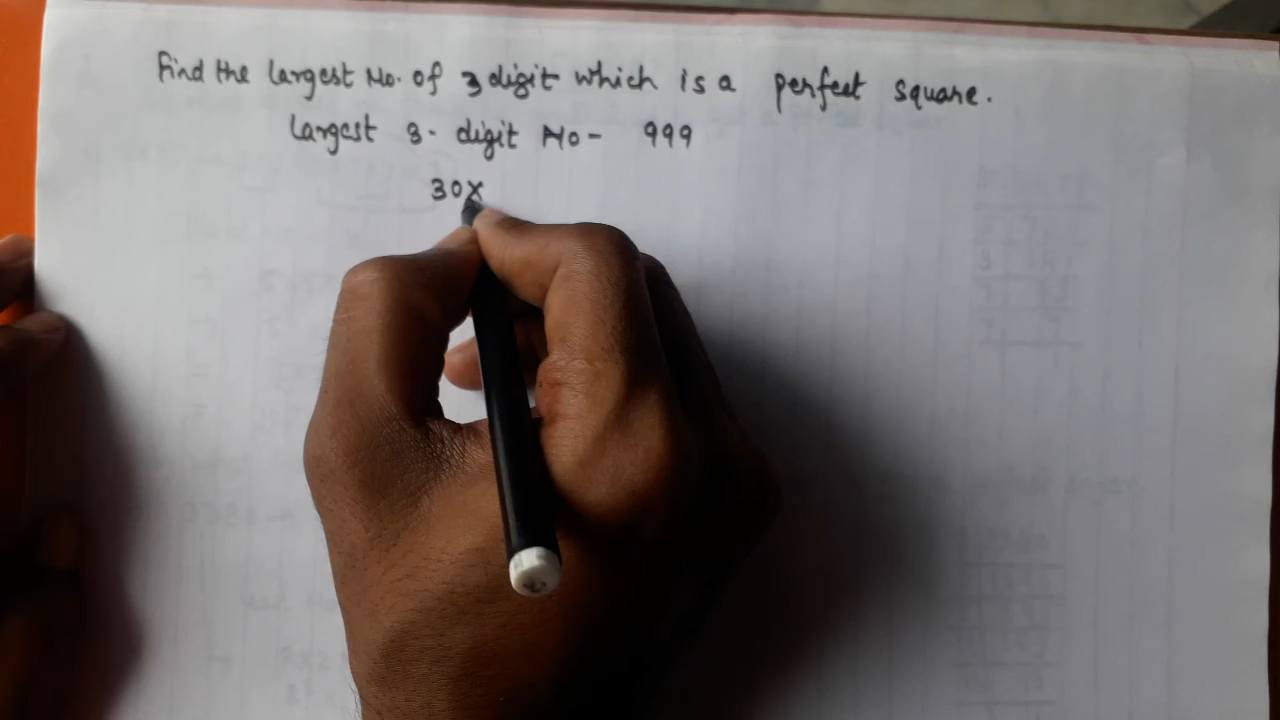 Find the largest No. of 3 digit which is a perfect square.
Largest 3- digit No- 999
30x